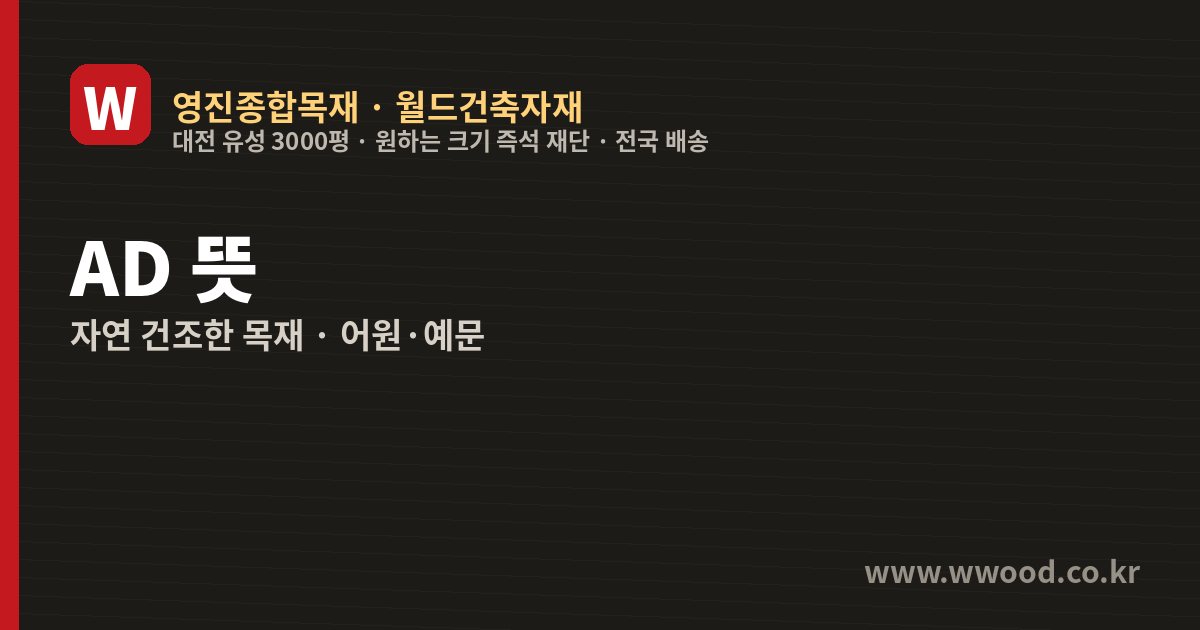 W
영진종합목재 · 월드건축자재
대전 유성 3000평 · 원하는 크기 즉석 재단 · 전국 배송
AD 뜻
자연 건조한 목재 · 어원·예문
www.wwood.co.kr